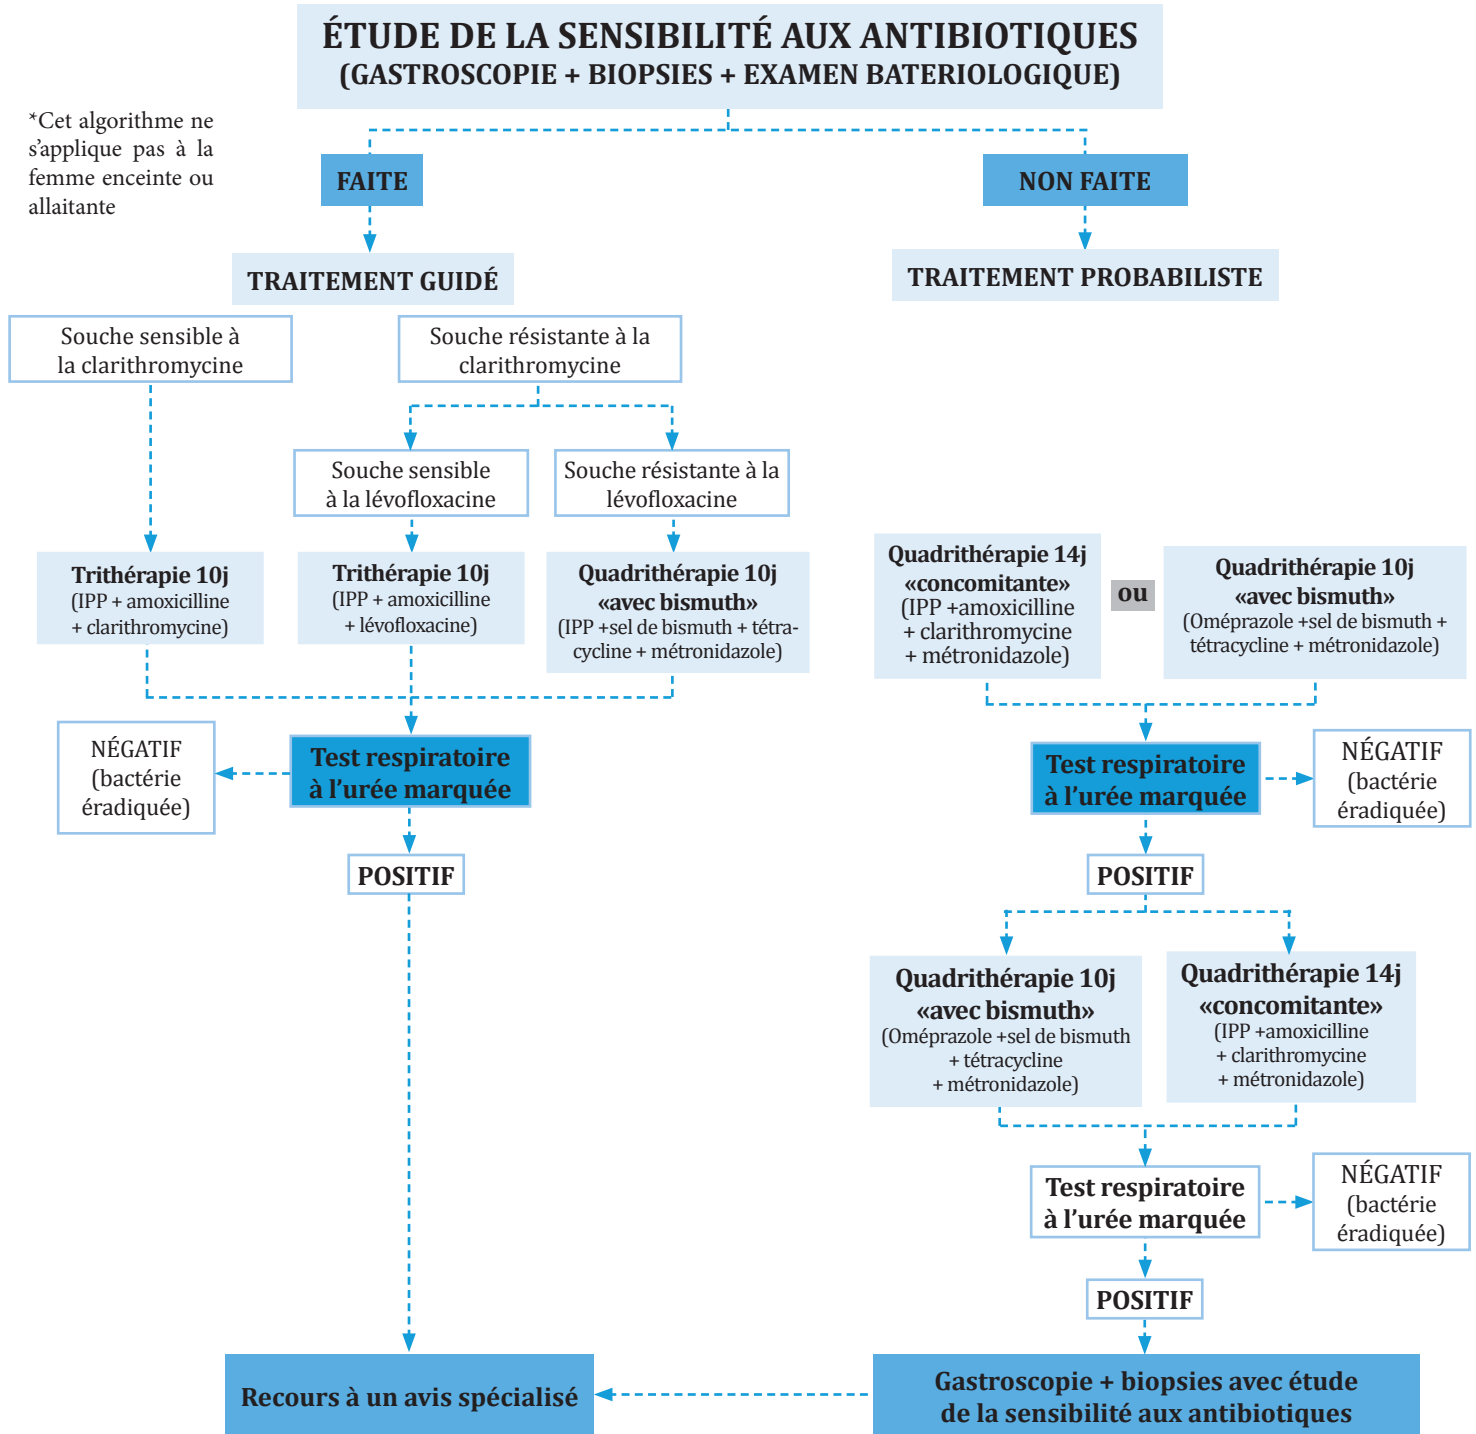 ÉTUDE DE LA SENSIBILITÉ AUX ANTIBIOTIQUES
(GASTROSCOPIE + BIOPSIES + EXAMEN BATERIOLOGIQUE)
*Cet algorithme ne
s'applique pas à la
femme enceinte ou
allaitante
FAITE
NON FAITE
TRAITEMENT GUIDÉ
TRAITEMENT PROBABILISTE
Souche sensible à
la clarithromycine
Souche résistante à la
clarithromycine
Souche sensible
à la lévofloxacine
Souche résistante à la
lévofloxacine
Trithérapie 10j
(IPP + amoxicilline
+ clarithromycine)
Trithérapie 10j
(IPP + amoxicilline
+ lévofloxacine)
Quadrithérapie 10j
«avec bismuth»
(IPP +sel de bismuth + tétra-
cycline + métronidazole)
Quadrithérapie 14j
«concomitante»
(IPP +amoxicilline
+ clarithromycine
+ métronidazole)
ou
Quadrithérapie 10j
«avec bismuth»
(Oméprazole +sel de bismuth +
tétracycline + métronidazole)
NÉGATIF
(bactérie
éradiquée)
Test respiratoire
à l'urée marquée
POSITIF
Test respiratoire
à l'urée marquée
NÉGATIF
(bactérie
éradiquée)
POSITIF
Quadrithérapie 10j
«avec bismuth»
(Oméprazole +sel de bismuth
+ tétracycline
+ métronidazole)
Quadrithérapie 14j
«concomitante»
(IPP +amoxicilline
+ clarithromycine
+ métronidazole)
Test respiratoire
à l'urée marquée
NÉGATIF
(bactérie
éradiquée)
POSITIF
Recours à un avis spécialisé
Gastroscopie + biopsies avec étude
de la sensibilité aux antibiotiques